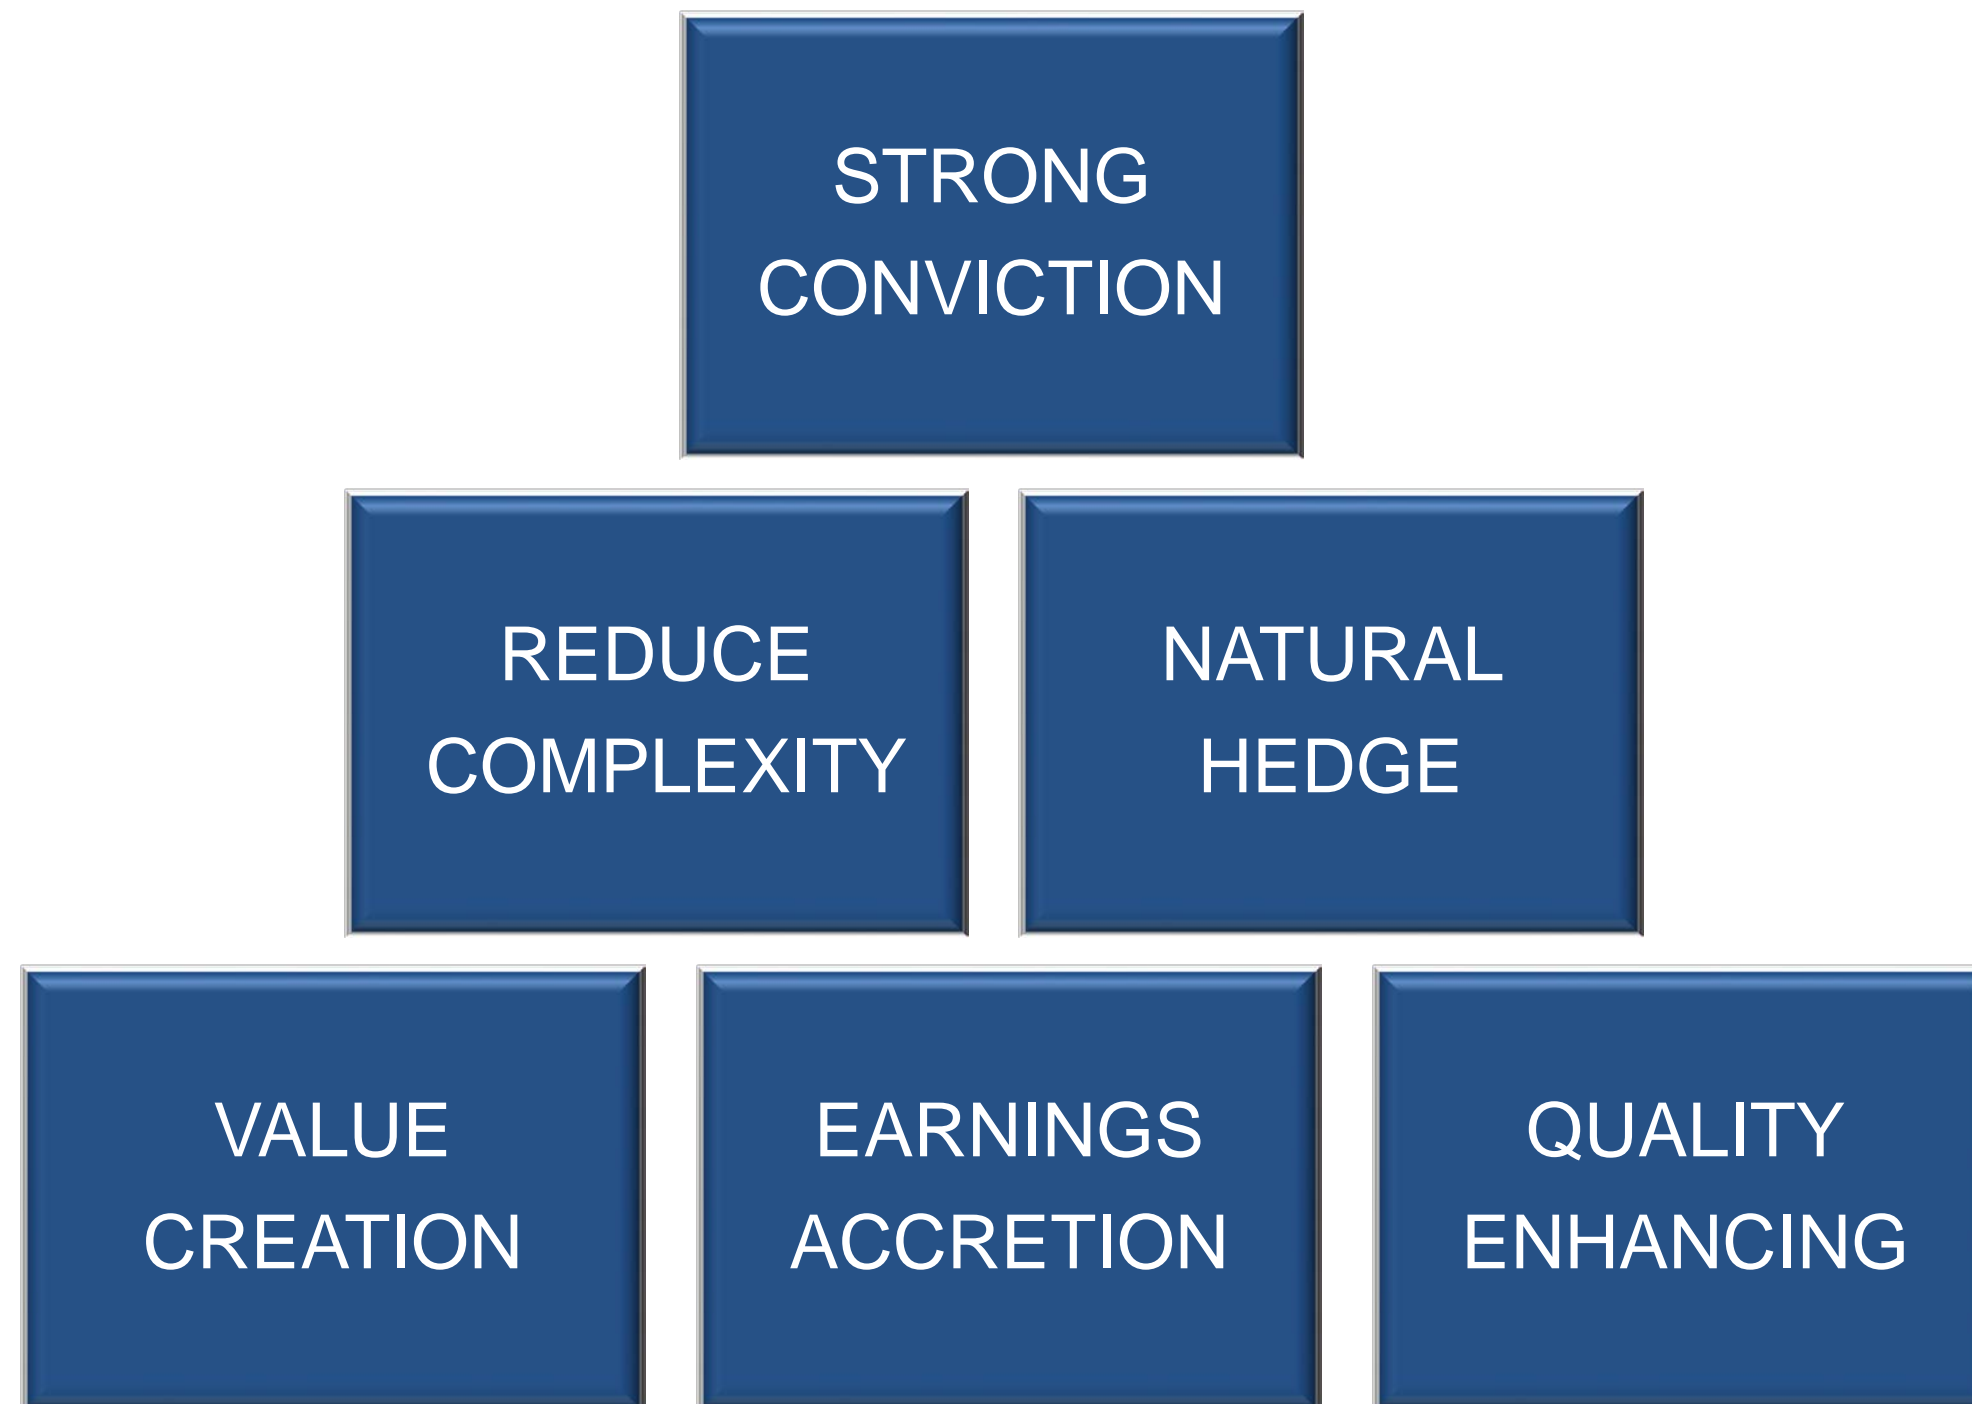 STRONG
CONVICTION
REDUCE
COMPLEXITY
NATURAL
HEDGE
VALUE
CREATION
EARNINGS
ACCRETION
QUALITY
ENHANCING